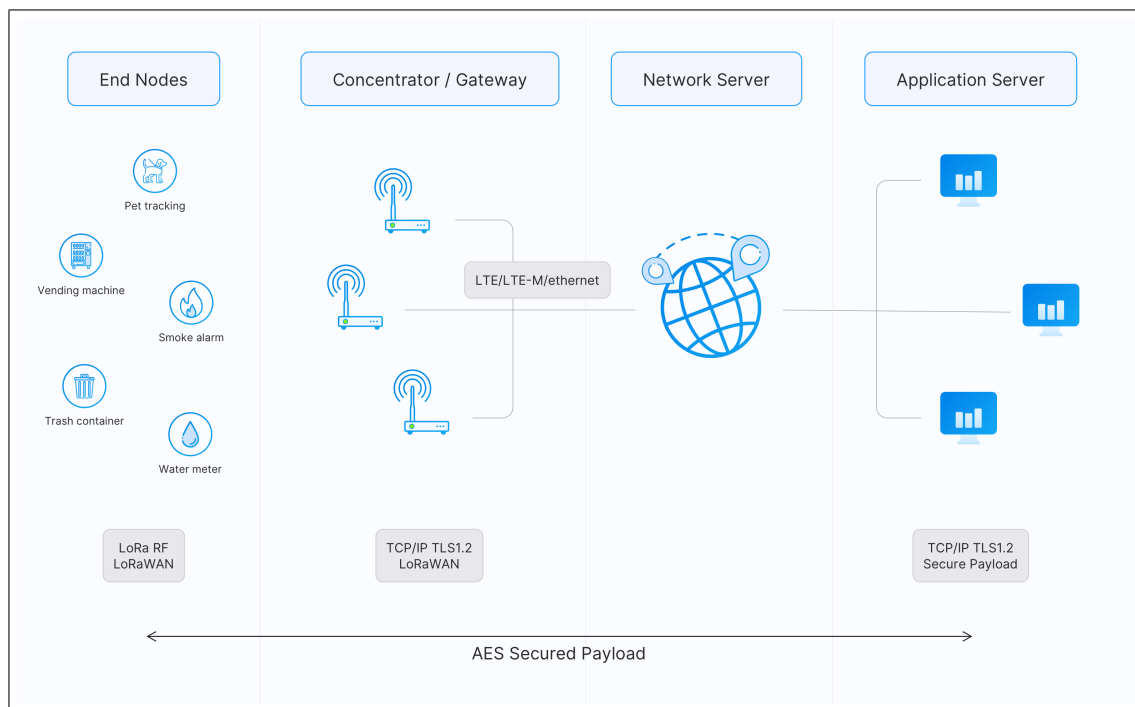 End Nodes
Concentrator / Gateway
Network Server
Application Server
Pet tracking
Vending machine
LTE/LTE-M/ethernet
Smoke alarm
Trash container
Water meter
LoRa RF
LoRaWAN
TCP/IP TLS1.2
LoRaWAN
TCP/IP TLS1.2
Secure Payload
AES Secured Payload